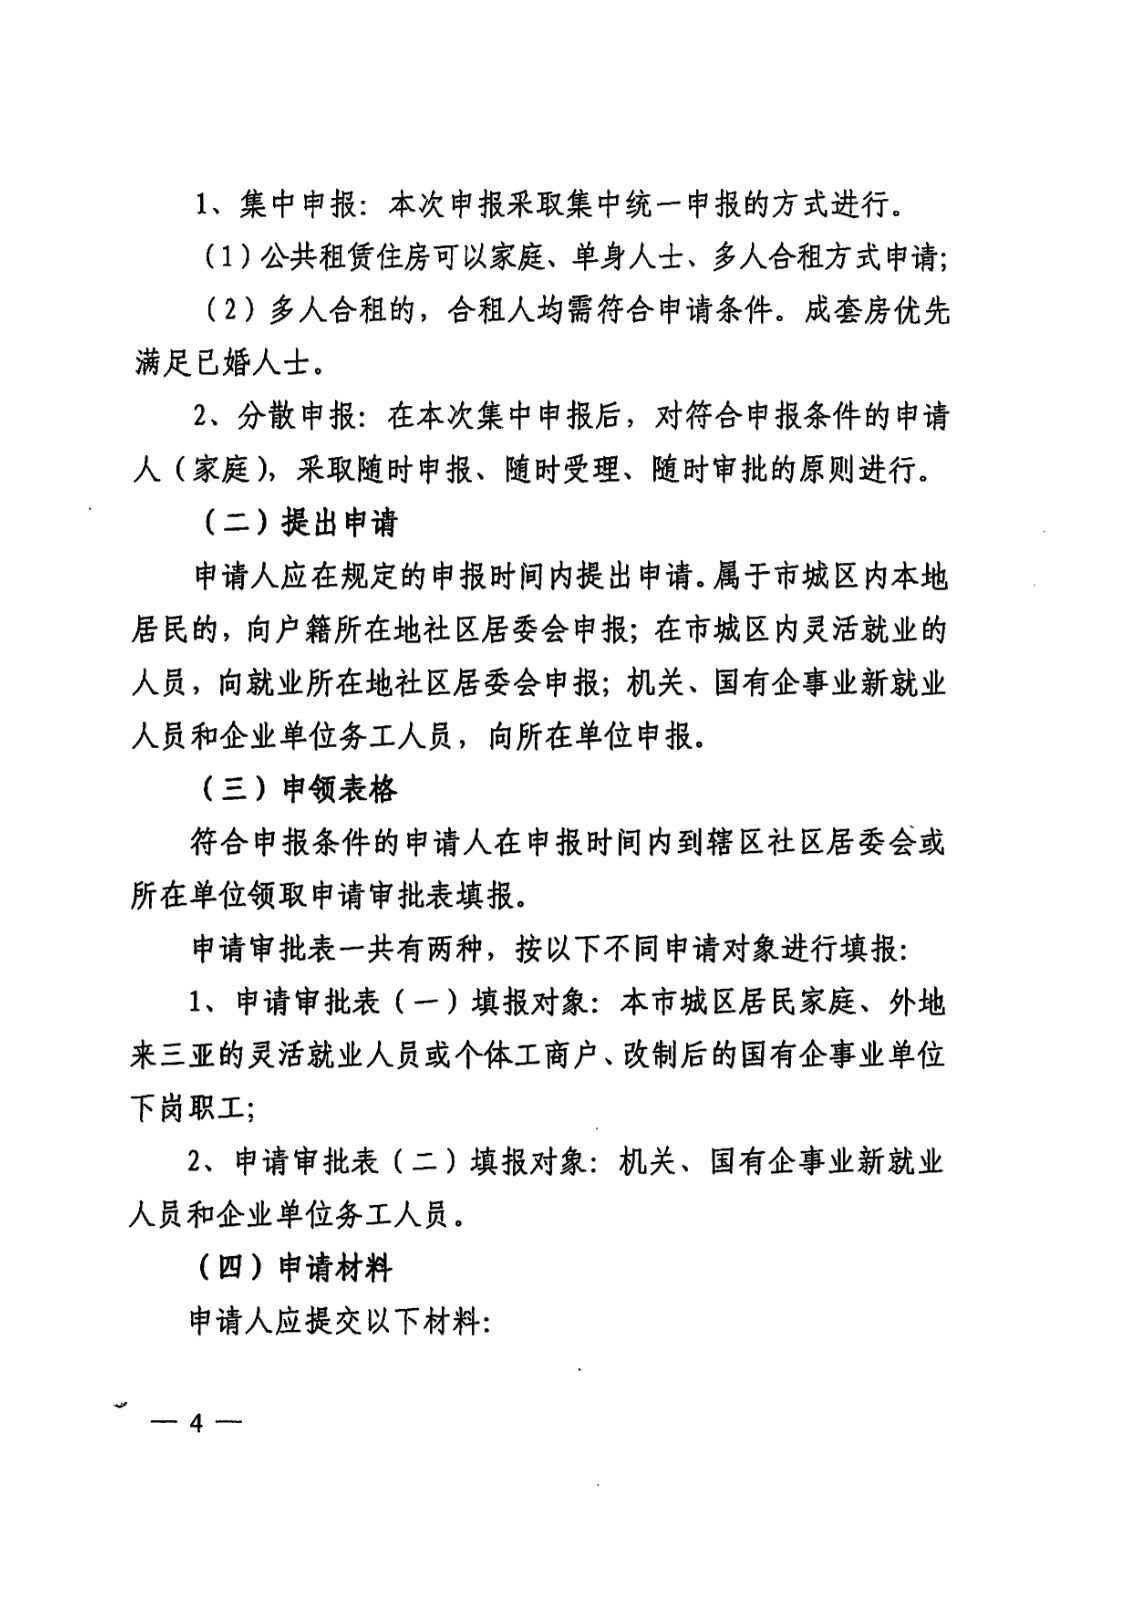 1、集中申报：本次申报采取集中统一申报的方式进行。
（1）公共租赁住房可以家庭、单身人士、多人合租方式申请；
（2）多人合租的，合租人均需符合申请条件。成套房优先
满足已婚人士。
2、分散申报：在本次集中申报后，对符合申报条件的申请
人（家庭），采取随时申报、随时受理、随时审批的原则进行。
（二）提出申请
申请人应在规定的申报时间内提出申请。属于市城区内本地
居民的，向户籍所在地社区居委会申报；在市城区内灵活就业的
人员，向就业所在地社区居委会申报；机关、国有企事业新就业
人员和企业单位务工人员，向所在单位申报。
（三）申领表格
符合申报条件的申请人在申报时间内到辖区社区居委会或
所在单位领取申请审批表填报。
申请审批表一共有两种，按以下不同申请对象进行填报：
1、申请审批表（一）填报对象：本市城区居民家庭、外地
来三亚的灵活就业人员或个体工商户、改制后的国有企事业单位
下岗职工；
2、申请审批表（二）填报对象：机关、国有企事业新就业
人员和企业单位务工人员。
（四）申请材料
申请人应提交以下材料：
— 4 —